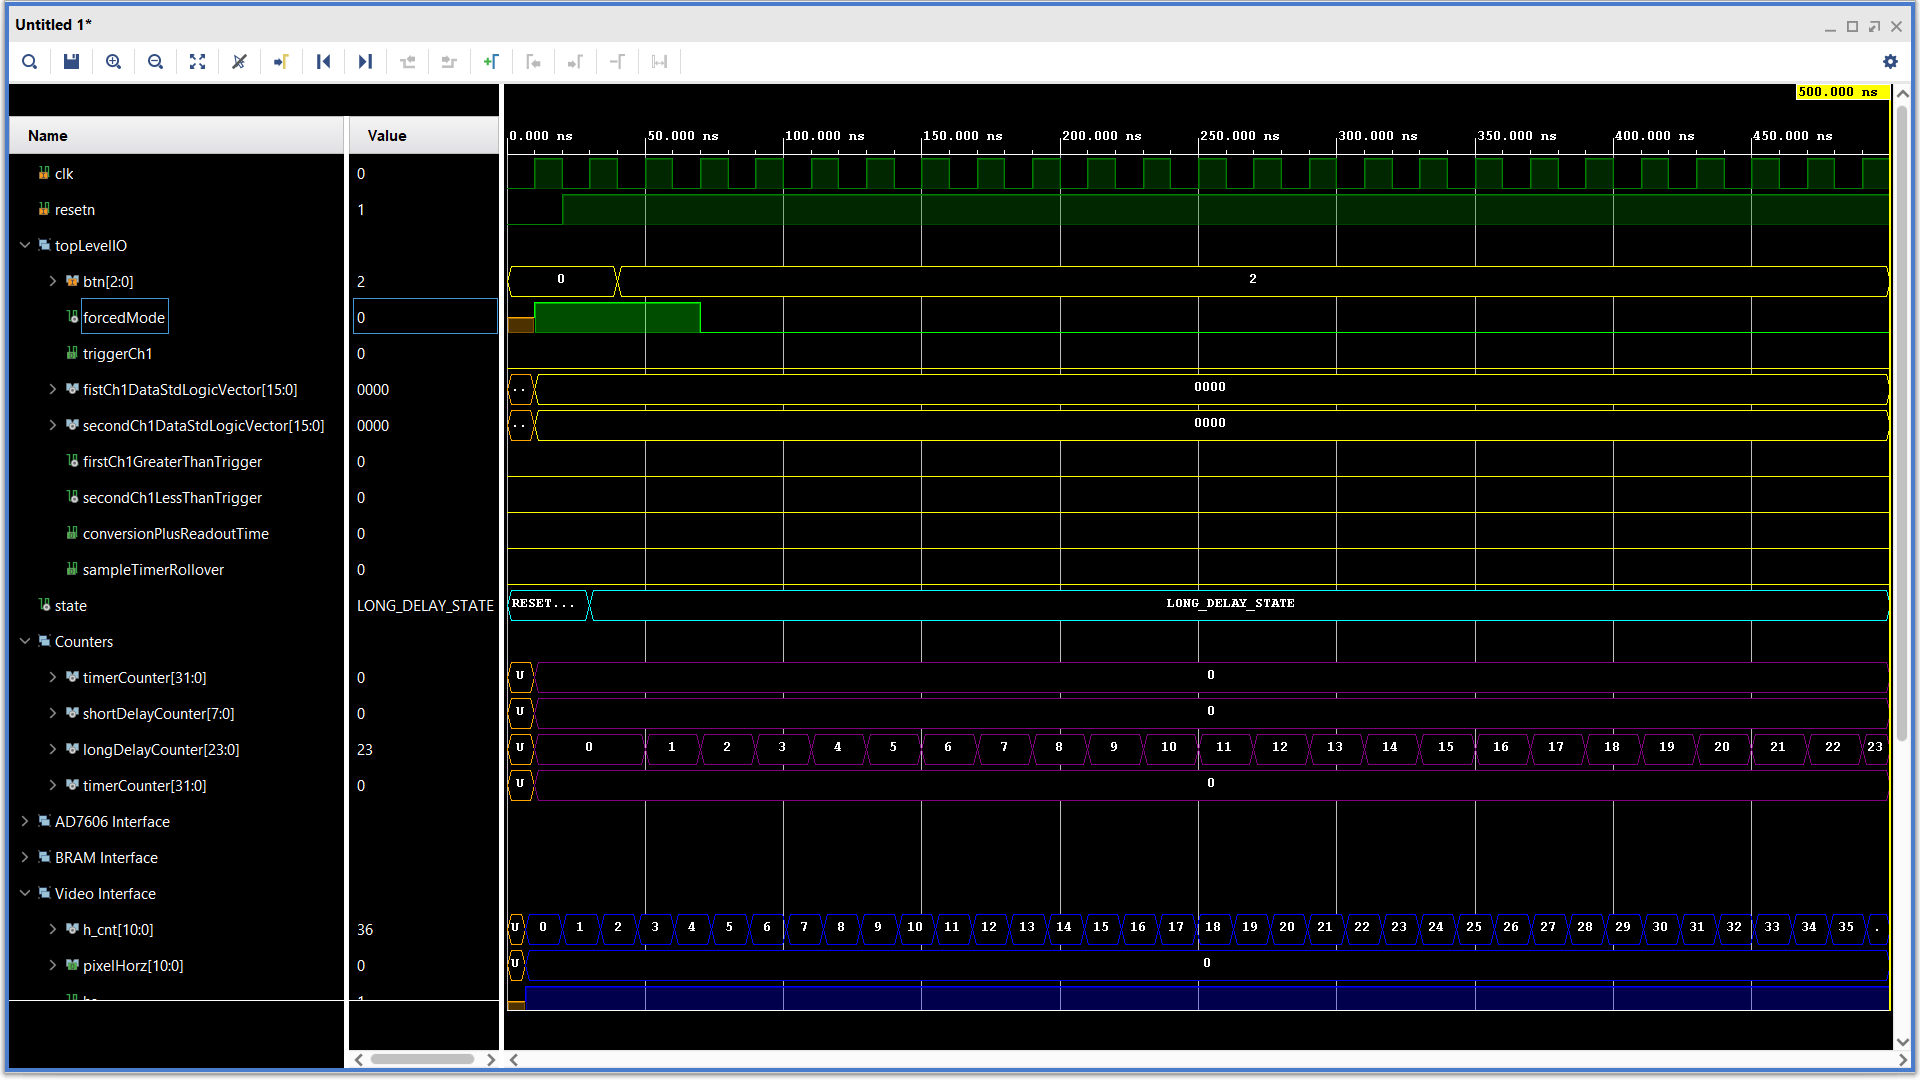 Untitled 1*
500.000 ns
Name Value
0.000 ns 50.000 ns 100.000 ns 150.000 ns 200.000 ns 250.000 ns 300.000 ns 350.000 ns 400.000 ns 450.000 ns
clk 0
resetn 1
topLevelIO
btn[2:0] 2 0 2
forcedMode 0
triggerCh1 0
fistCh1DataStdLogicVector[15:0] 0000 .. 0000
secondCh1DataStdLogicVector[15:0] 0000 .. 0000
firstCh1GreaterThanTrigger 0
secondCh1LessThanTrigger 0
conversionPlusReadoutTime 0
sampleTimerRollover 0
state LONG_DELAY_STATE RESET... LONG_DELAY_STATE
Counters
timerCounter[31:0] 0 U 0
shortDelayCounter[7:0] 0 U 0
longDelayCounter[23:0] 23 U 0 1 2 3 4 5 6 7 8 9 10 11 12 13 14 15 16 17 18 19 20 21 22 23
timerCounter[31:0] 0 U 0
AD7606 Interface
BRAM Interface
Video Interface
h_cnt[10:0] 36 U 0 1 2 3 4 5 6 7 8 9 10 11 12 13 14 15 16 17 18 19 20 21 22 23 24 25 26 27 28 29 30 31 32 33 34 35 .
pixelHorz[10:0] 0 U 0